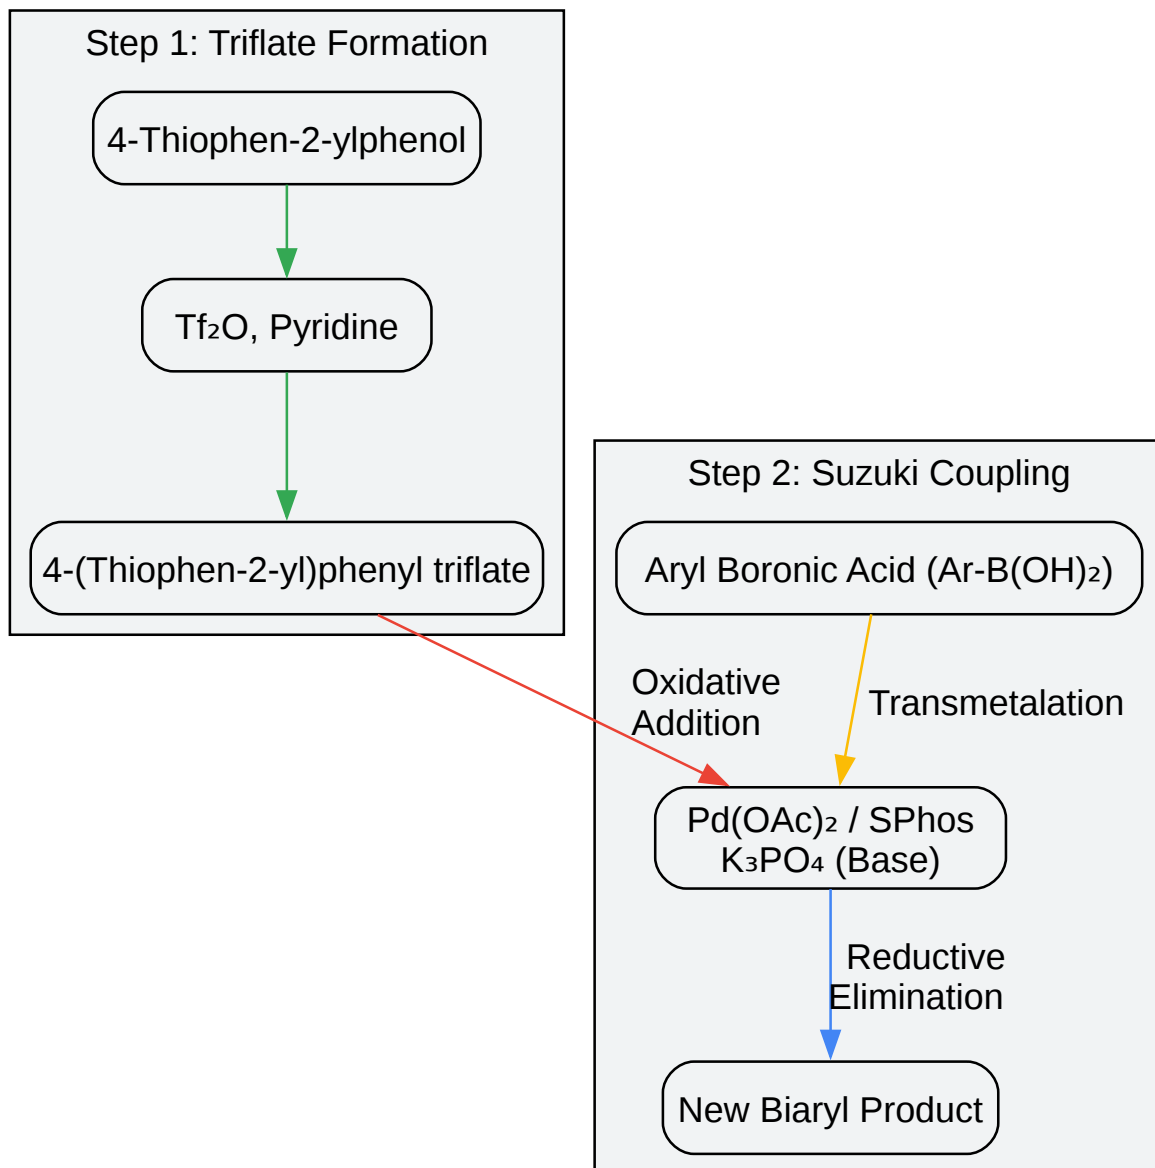 Step 1: Triflate Formation
4-Thiophen-2-ylphenol
Tf₂O, Pyridine
4-(Thiophen-2-yl)phenyl triflate
Step 2: Suzuki Coupling
Aryl Boronic Acid (Ar-B(OH)₂)
Oxidative
Addition
Transmetalation
Pd(OAc)₂ / SPhos
K₃PO₄ (Base)
Reductive
Elimination
New Biaryl Product